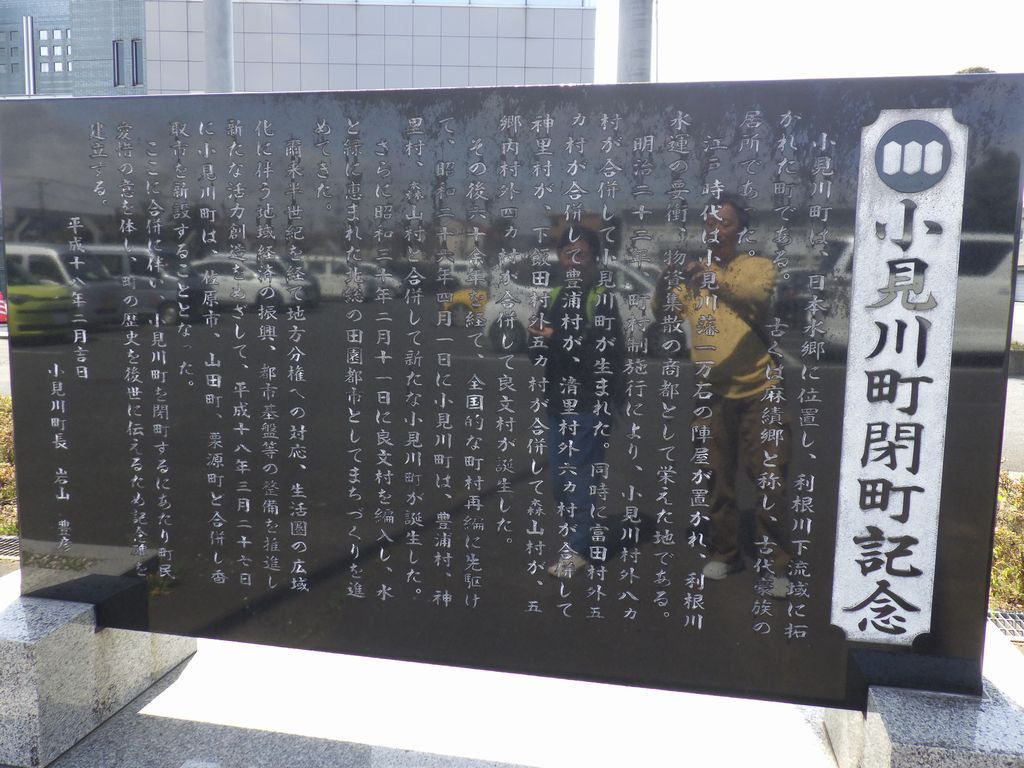 小見川町閉町記念
小見川町は、日本水郷に位置し、利根川下流域に拓
かれた町である。古くは麻績郷と称し、古代豪族の
居所であった。
江戸時代は小見川藩一万石の陣屋が置かれ、利根川
水運の要衝、物資集散の商都として栄えた地である。
明治二十二年、町村制施行により、小見川村外八カ
村が合併して小見川町が生まれた。同時に富田村外五
カ村が合併して豊浦村が、清里村外六カ村が合併して
神里村が、下飯田村外五カ村が合併して森山村が、五
郷内村外四カ村が合併して良文村が誕生した。
その後六十余年を経て、全国的な町村再編に先駆け
て、昭和二十六年四月一日に小見川町は、豊浦村、神
里村、森山村と合併して新たな小見川町が誕生した。
さらに昭和三十年二月十一日に良文村を編入し、水
と緑に恵まれた北総の田園都市としてまちづくりを進
めてきた。
爾来半世紀を経て地方分権への対応、生活圏の広域
化に伴う地域経済の振興、都市基盤等の整備を推進し
新たな活力創造をめざして、平成十八年三月二十七日
に小見川町は、佐原市、山田町、栗源町と合併し香
取市を新設することとなった。
ここに合併に伴い、小見川町を閉町するにあたり町民
愛惜の意を体し、町の歴史を後世に伝えるため記念碑を
建立する。
平成十八年二月吉日
小見川町長 岩山 豊彦